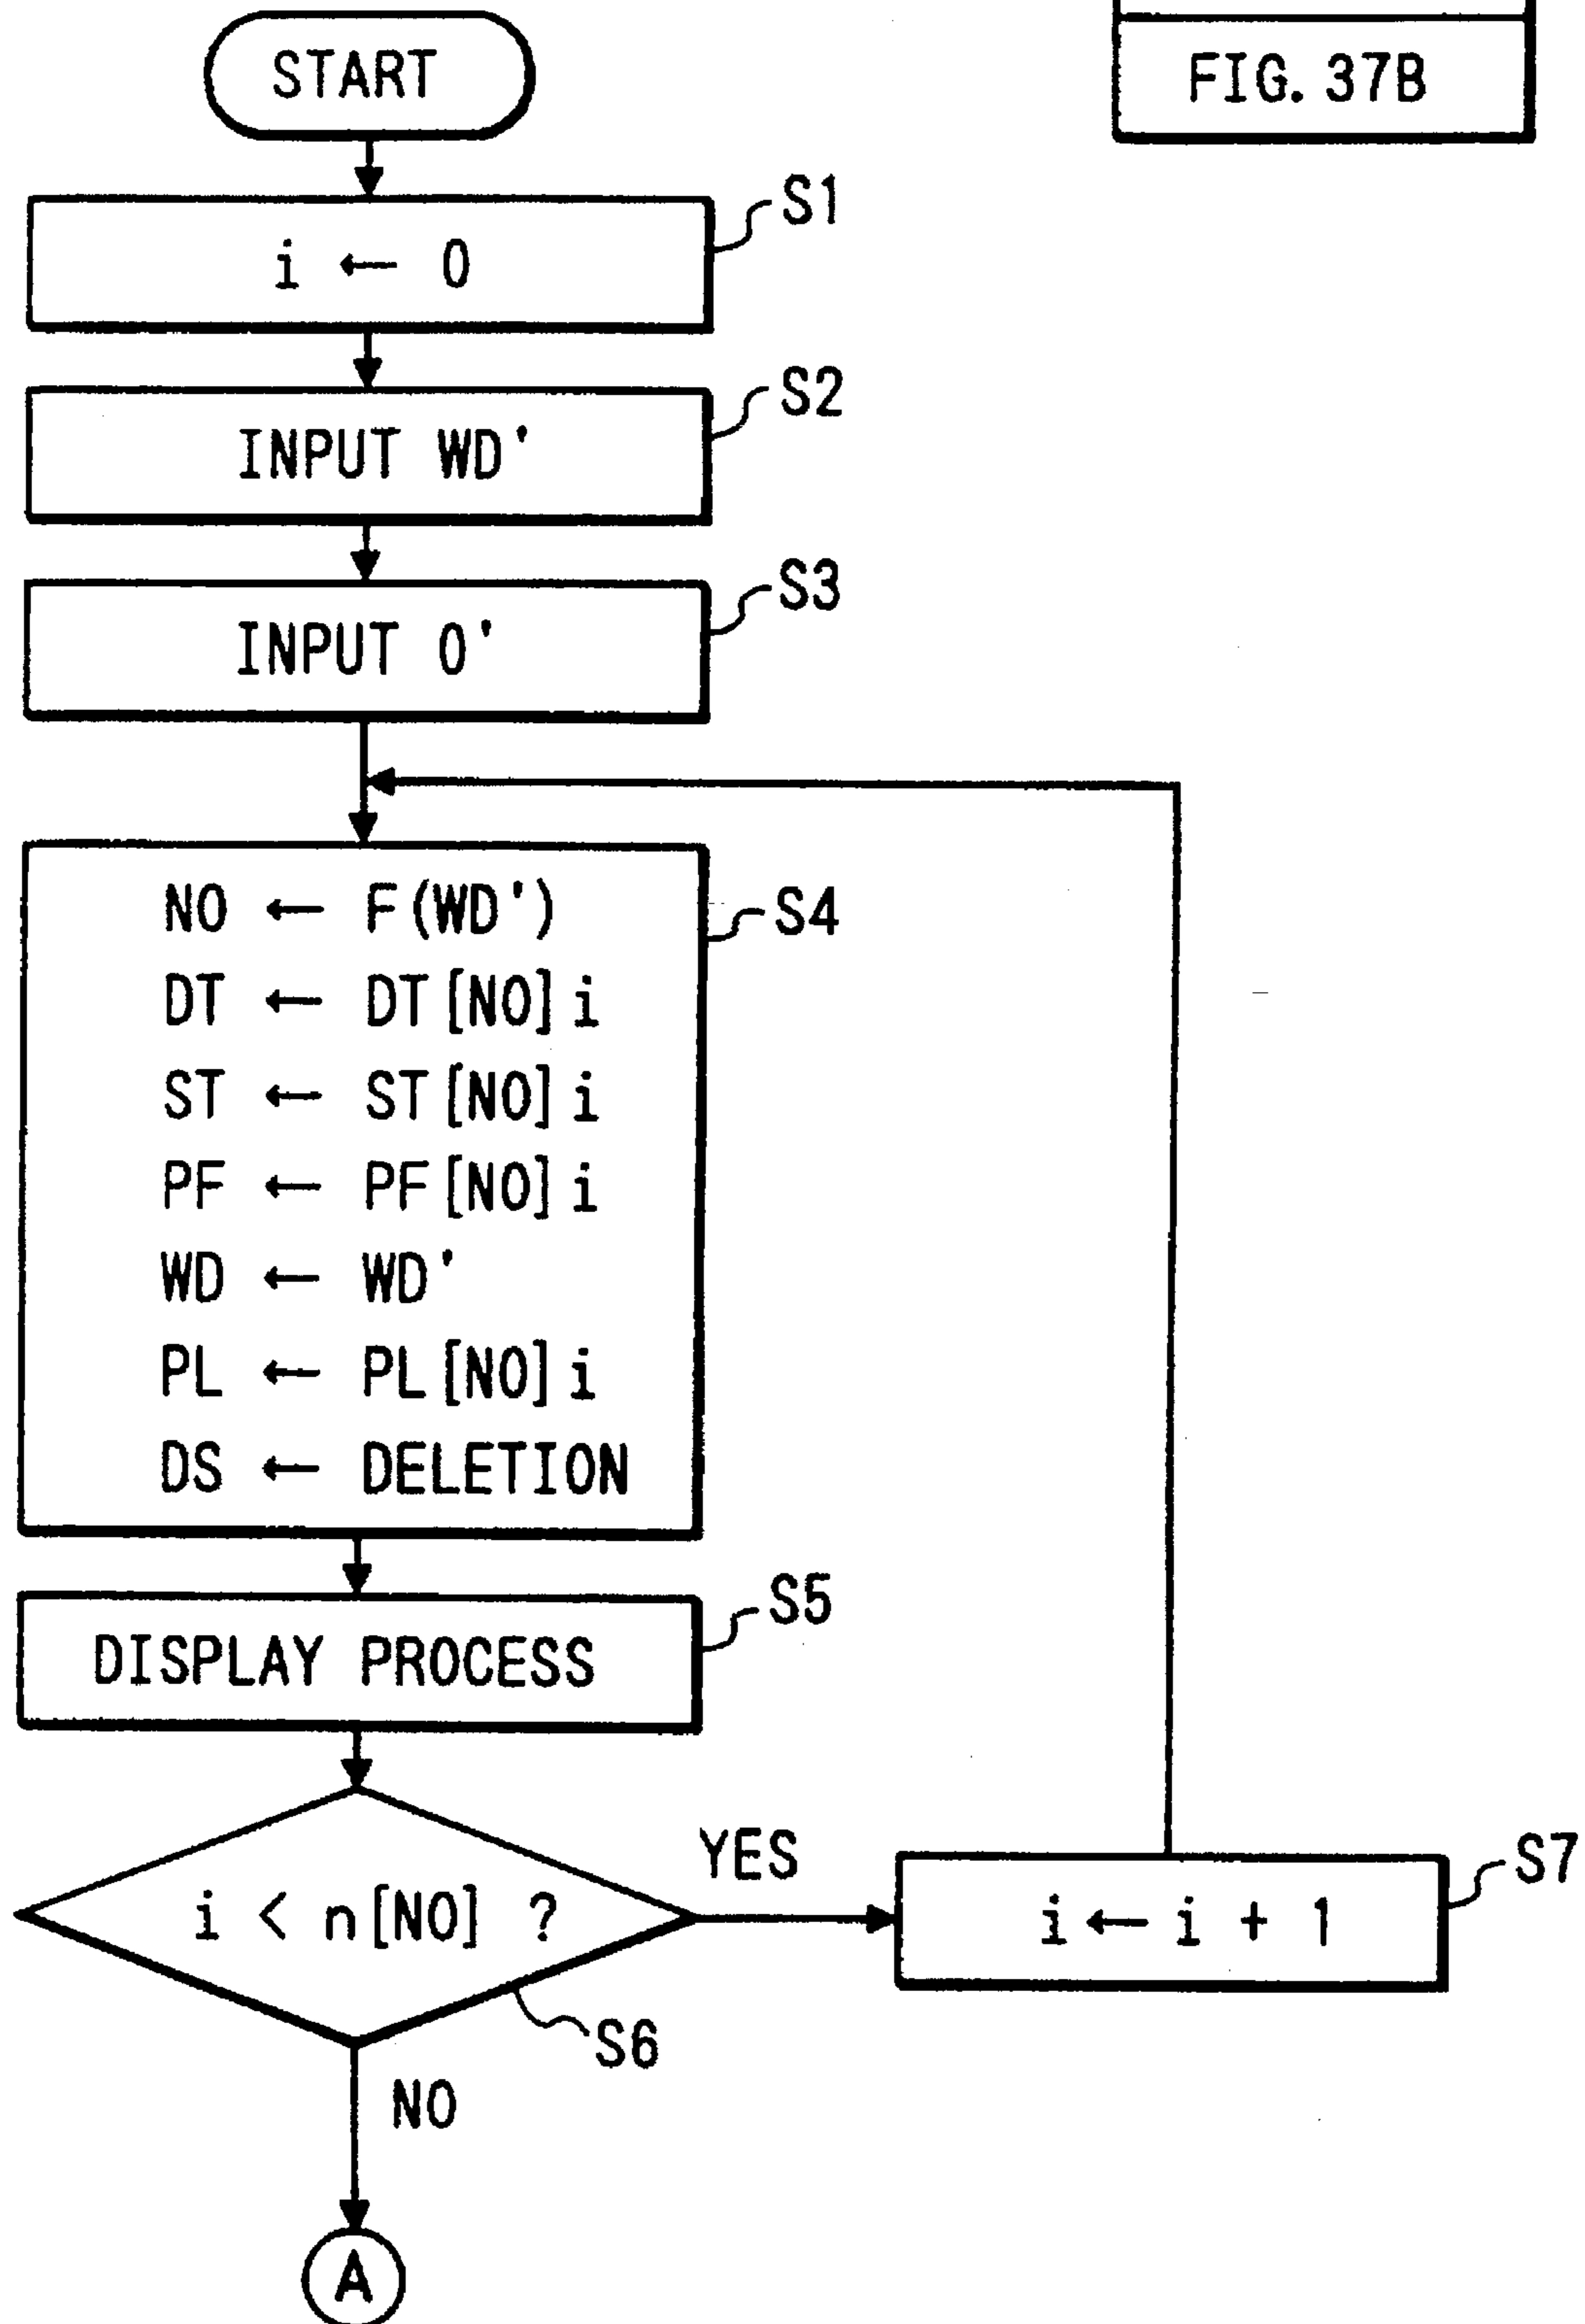 START
FIG. 37B
S1
i ← 0
S2
INPUT WD'
S3
INPUT O'
S4
NO ← F(WD')
DT ← DT[NO]i
ST ← ST[NO]i
PF ← PF[NO]i
WD ← WD'
PL ← PL[NO]i
DS ← DELETION
S5
DISPLAY PROCESS
YES
S7
i < n[NO] ?
i ← i + 1
S6
NO
A